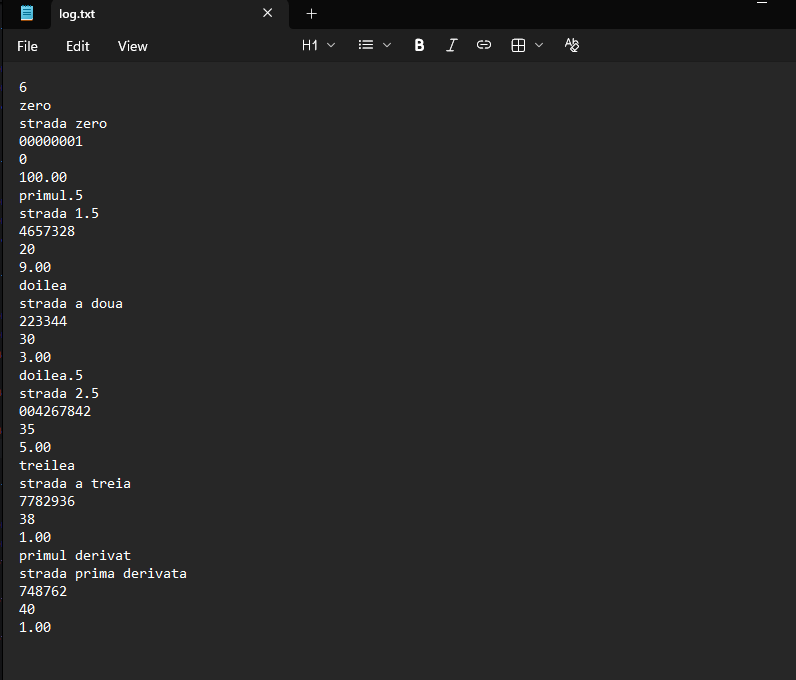 log.txt
File Edit View H1
6
zero
strada zero
00000001
0
100.00
primul.5
strada 1.5
4657328
20
9.00
doilea
strada a doua
223344
30
3.00
doilea.5
strada 2.5
004267842
35
5.00
treilea
strada a treia
7782936
38
1.00
primul derivat
strada prima derivata
748762
40
1.00